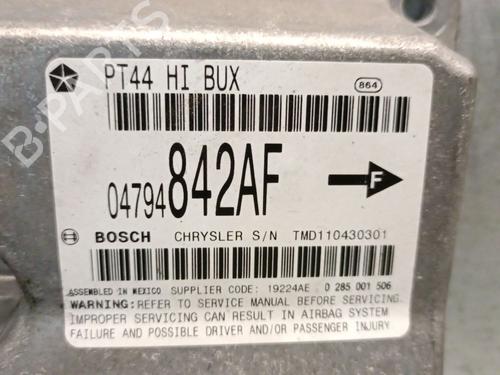 PT44 HI BUX
864
04794842AF
F
BOSCH CHRYSLER S/N TMD110430301
ASSEMBLED IN MEXICO SUPPLIER CODE: 19224AE 0 285 001 506
WARNING: REFER TO SERVICE MANUAL BEFORE SERVICING.
IMPROPER SERVICING CAN RESULT IN AIRBAG SYSTEM
FAILURE AND POSSIBLE DRIVER AND/OR PASSENGER INJURY
B-PARTS